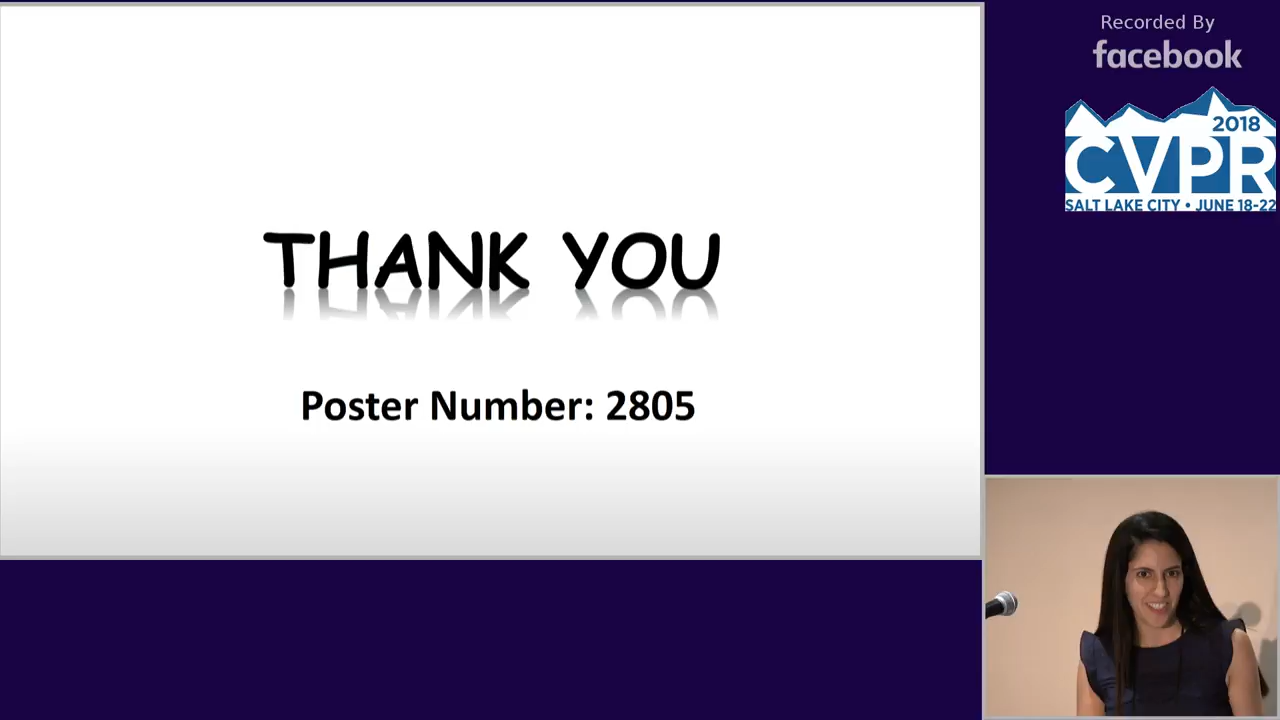 THANK YOU
Poster Number: 2805
Recorded By
facebook
2018
CVPR
SALT LAKE CITY • JUNE 18-22